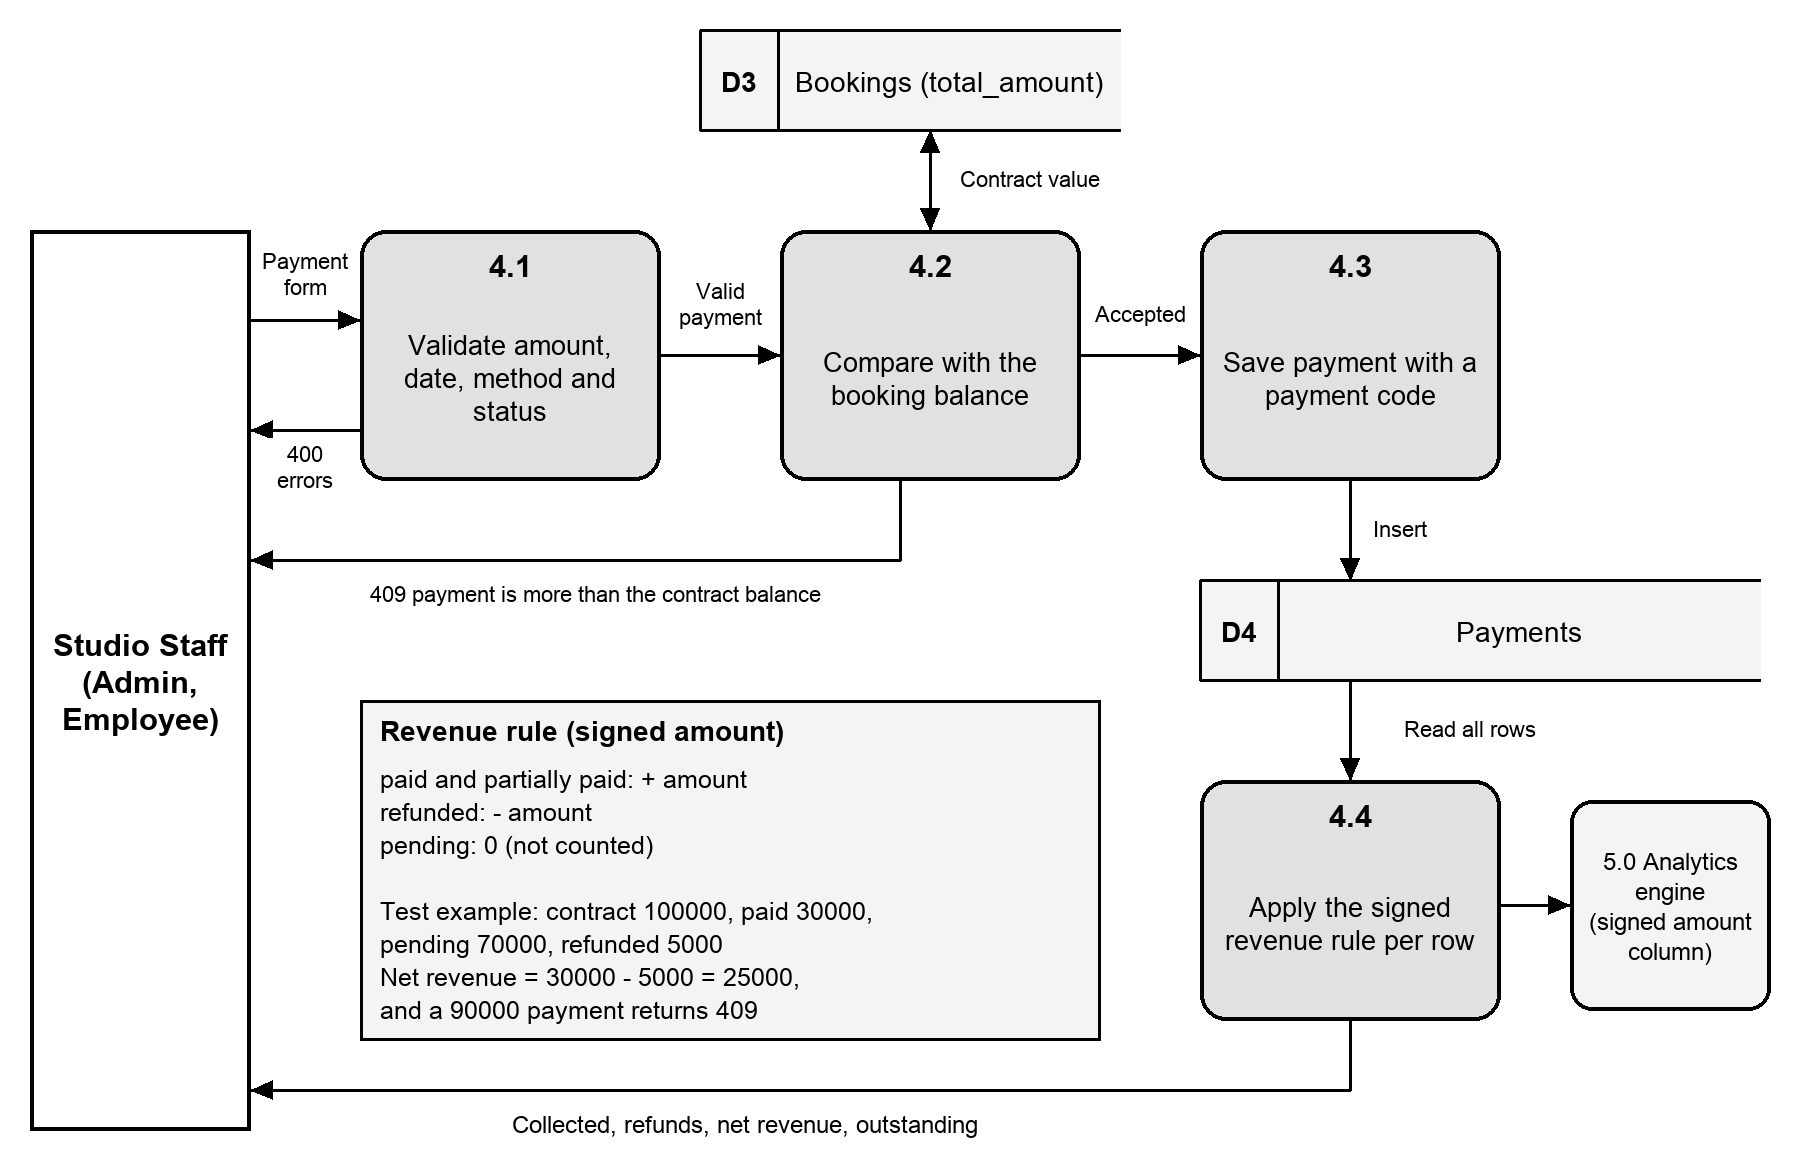 D3
Bookings (total_amount)
Contract value
Payment
form
4.1
Validate amount,
date, method and
status
Valid
payment
4.2
Compare with the
booking balance
Accepted
4.3
Save payment with a
payment code
400
errors
409 payment is more than the contract balance
Insert
Studio Staff
(Admin,
Employee)
D4
Payments
Read all rows
Revenue rule (signed amount)
paid and partially paid: + amount
refunded: - amount
pending: 0 (not counted)
Test example: contract 100000, paid 30000,
pending 70000, refunded 5000
Net revenue = 30000 - 5000 = 25000,
and a 90000 payment returns 409
4.4
Apply the signed
revenue rule per row
5.0 Analytics
engine
(signed amount
column)
Collected, refunds, net revenue, outstanding